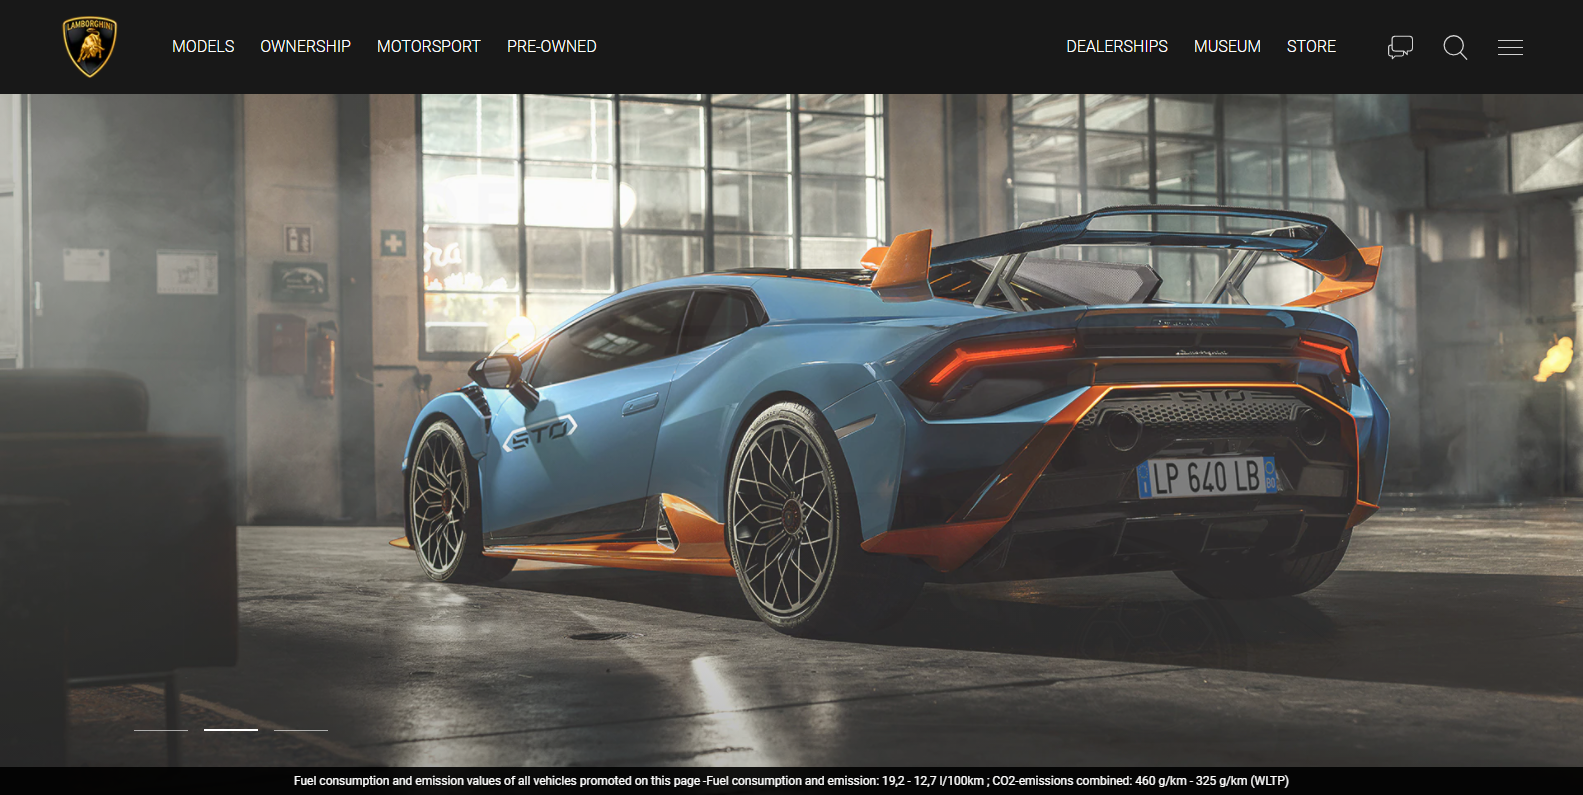 LAMBORGHINI
MODELS OWNERSHIP MOTORSPORT PRE-OWNED DEALERSHIPS MUSEUM STORE
STO
STO
LP 640 LB
Fuel consumption and emission values of all vehicles promoted on this page -Fuel consumption and emission: 19,2 - 12,7 l/100km ; CO2-emissions combined: 460 g/km - 325 g/km (WLTP)